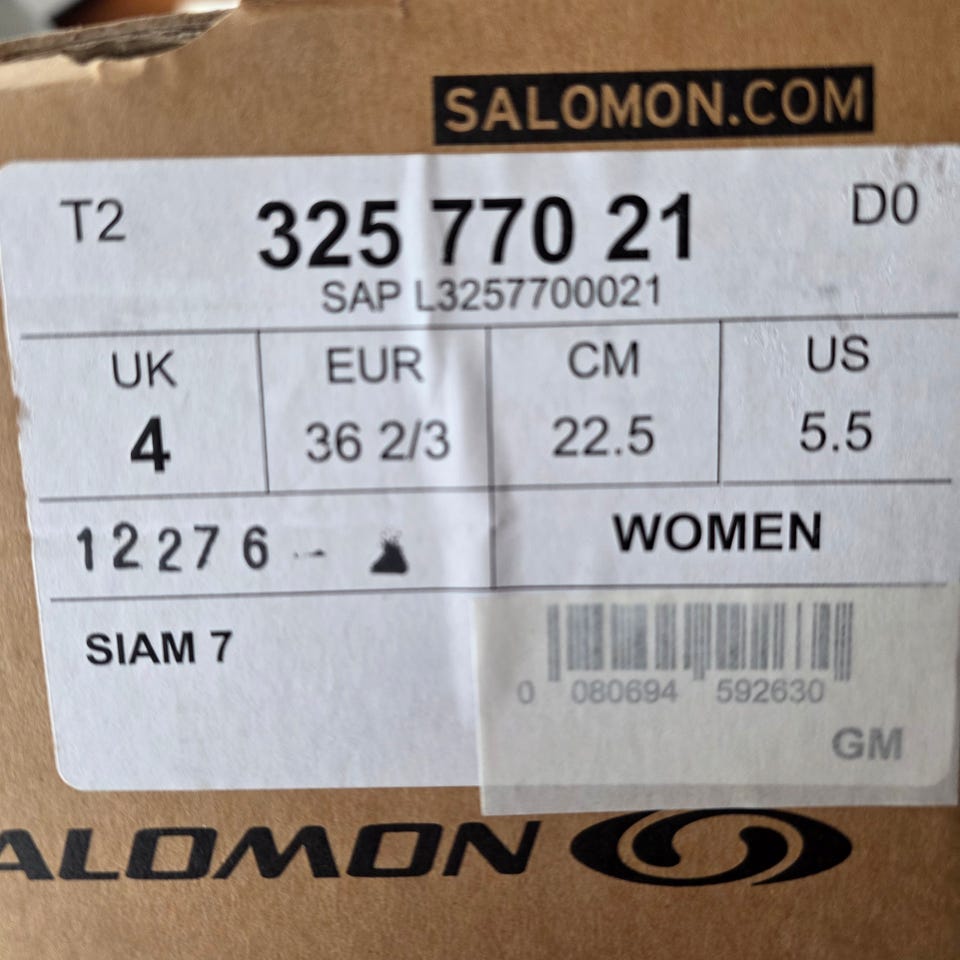 SALOMON.COM
T2 325 770 21 D0
SAP L3257700021
UK EUR CM US
4 36 2/3 22.5 5.5
12276 -
WOMEN
SIAM 7
0 080694 592630
GM
ALOMON